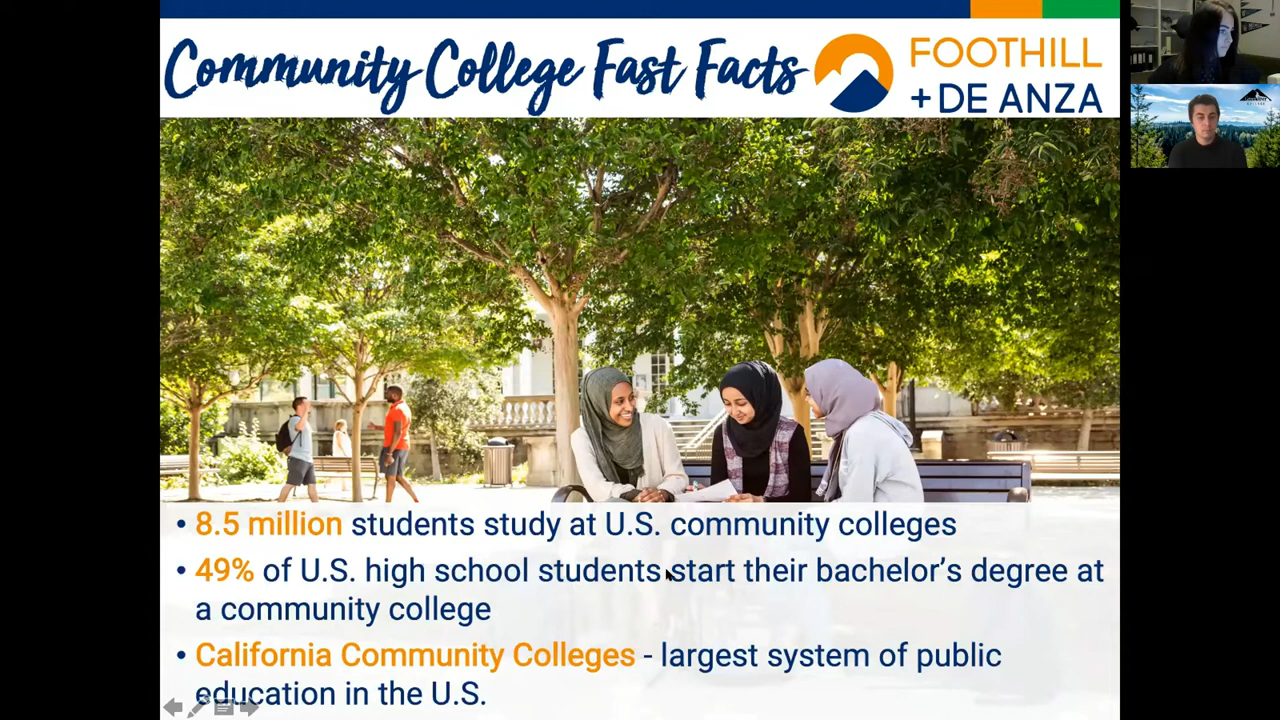 Community College Fast Facts
FOOTHILL
+DE ANZA
• 8.5 million students study at U.S. community colleges
• 49% of U.S. high school students start their bachelor's degree at
a community college
• California Community Colleges - largest system of public
education in the U.S.